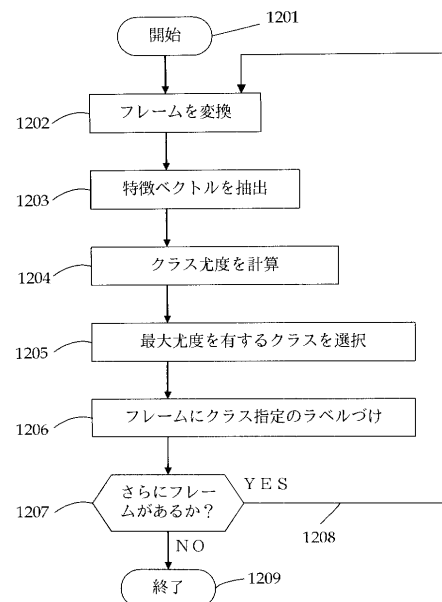 開始
1201
フレームを変換
1202
特徴ベクトルを抽出
1203
クラス尤度を計算
1204
最大尤度を有するクラスを選択
1205
フレームにクラス指定のラベルづけ
1206
さらにフレー
ムがあるか？
YES
1207
1208
NO
終了
1209